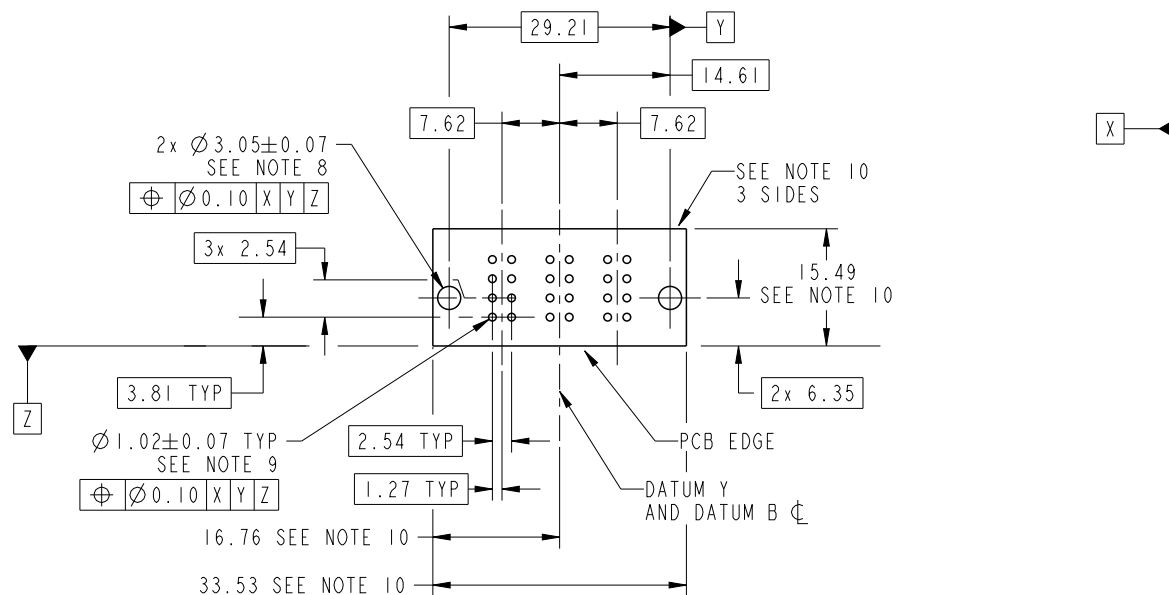 29.21
Y
14.61
7.62
7.62
X
2x Ø3.05±0.07
SEE NOTE 8
⌖ Ø0.10 X Y Z
SEE NOTE 10
3 SIDES
3x 2.54
15.49
SEE NOTE 10
3.81 TYP
2x 6.35
Z
Ø1.02±0.07 TYP
SEE NOTE 9
⌖ Ø0.10 X Y Z
2.54 TYP
PCB EDGE
1.27 TYP
DATUM Y
AND DATUM B ℄
16.76 SEE NOTE 10
33.53 SEE NOTE 10